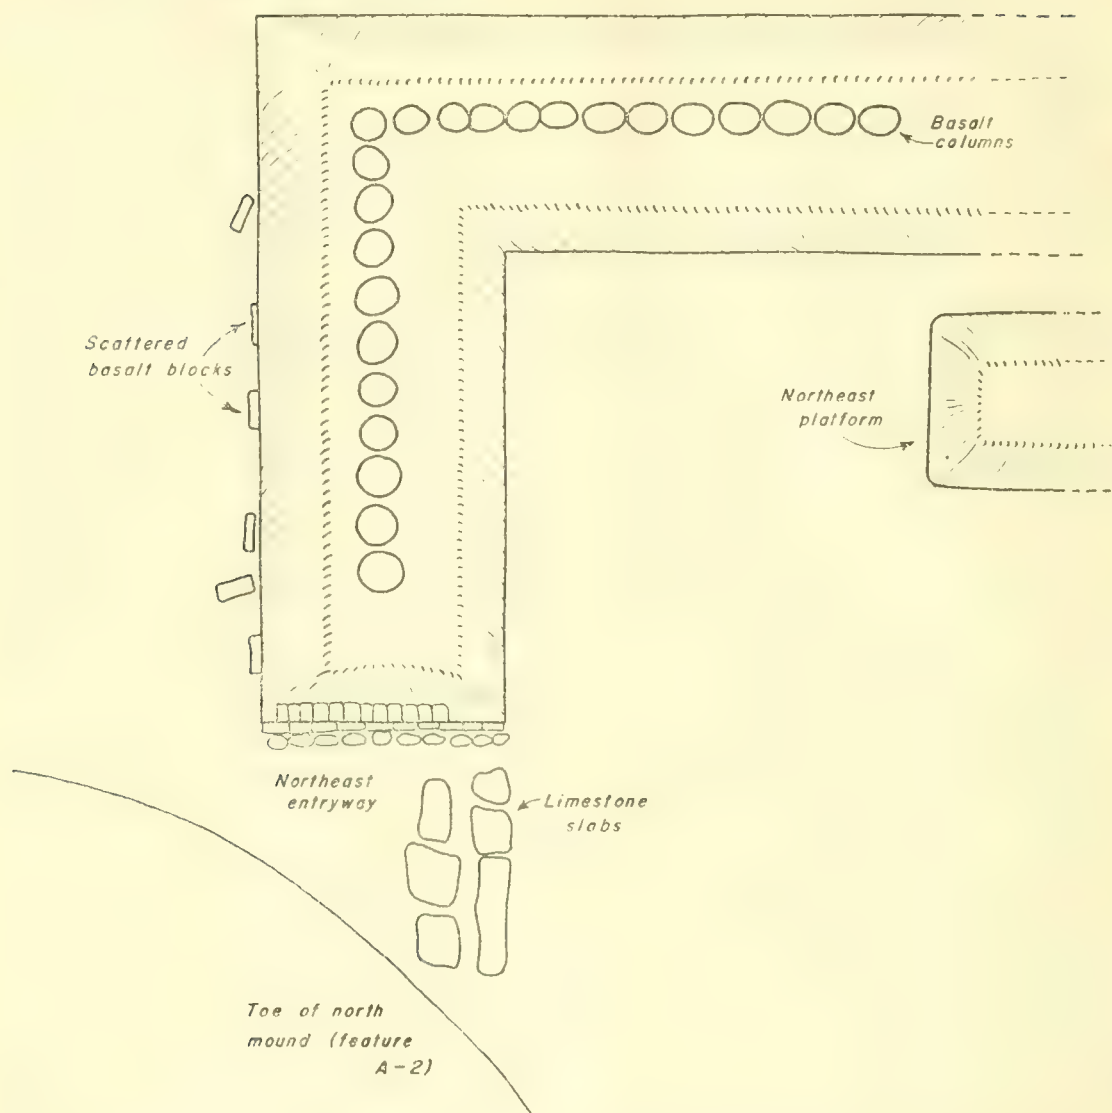 Basalt
columns
Scattered
basalt blocks
Northeast
platform
Northeast
entryway
Limestone
slabs
Toe of north
mound (feature
A-2)